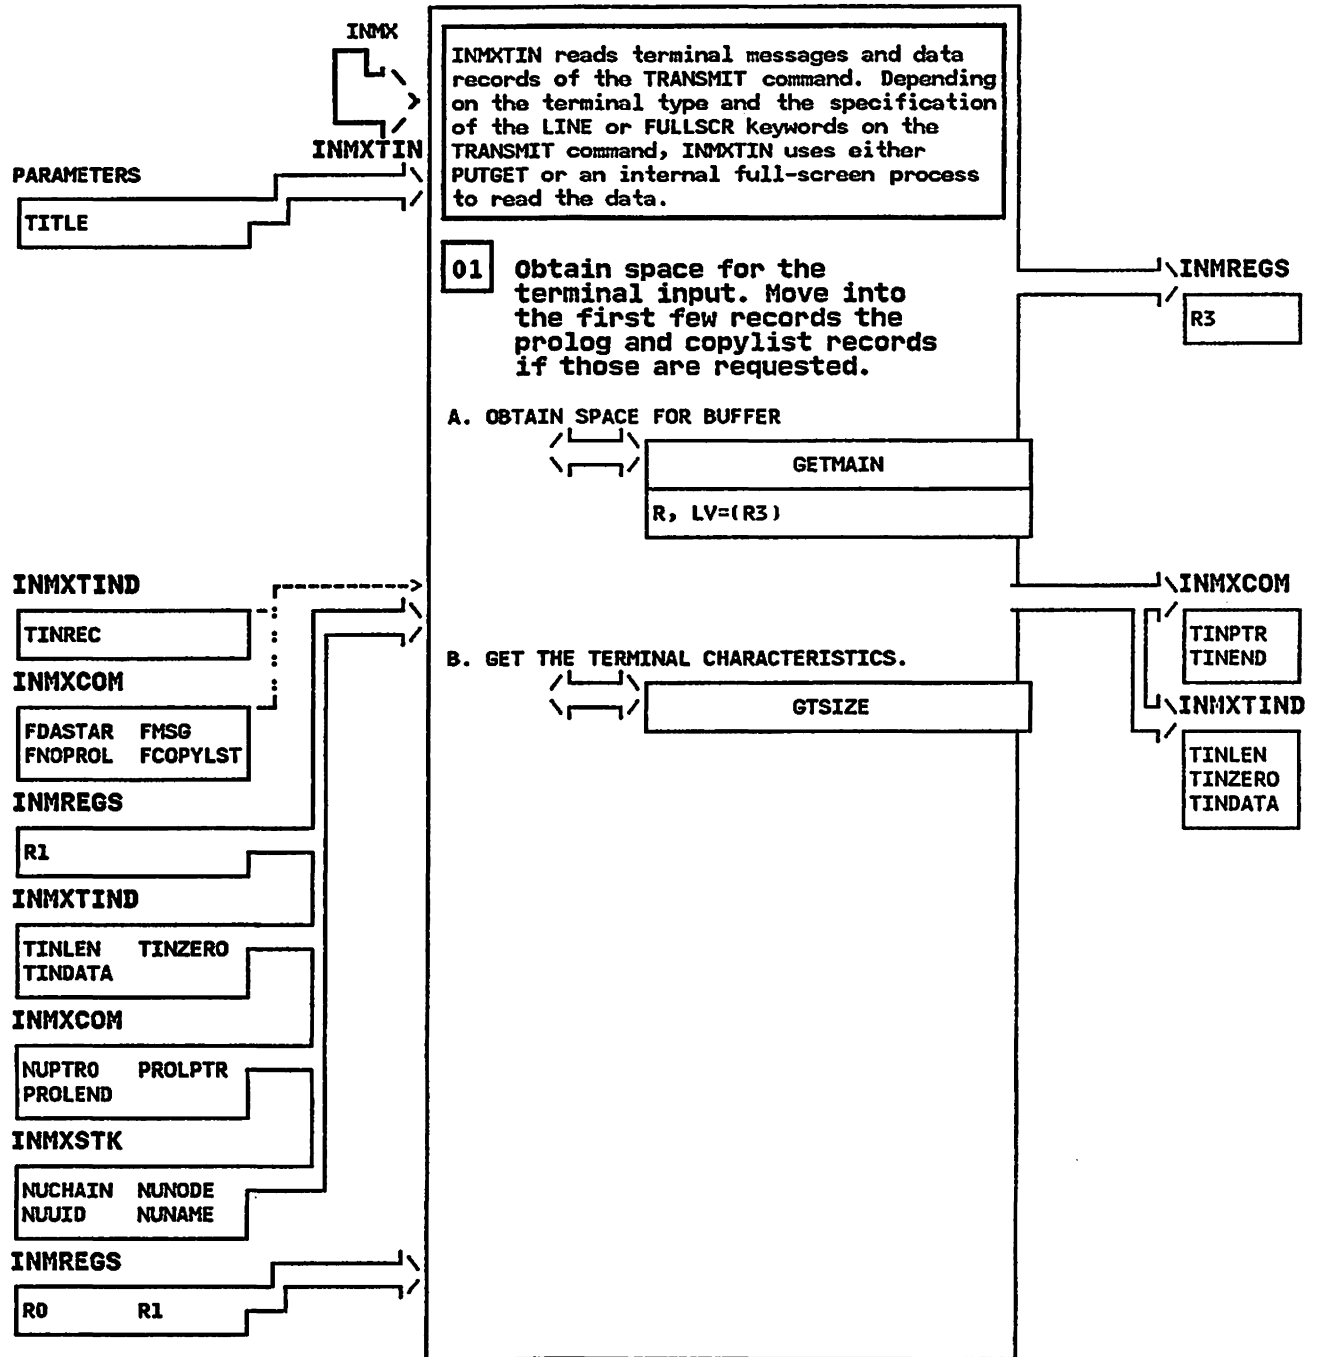 INMX
INMXTIN reads terminal messages and data
records of the TRANSMIT command. Depending
on the terminal type and the specification
of the LINE or FULLSCR keywords on the
TRANSMIT command, INMXTIN uses either
PUTGET or an internal full-screen process
to read the data.
INMXTIN
PARAMETERS
TITLE
01
Obtain space for the
terminal input. Move into
the first few records the
prolog and copylist records
if those are requested.
INMREGS
R3
A. OBTAIN SPACE FOR BUFFER
GETMAIN
R, LV=(R3)
INMXTIND
TINREC
INMXCOM
FDASTAR FMSG
FNOPROL FCOPYLST
INMREGS
R1
INMXTIND
TINLEN TINZERO
TINDATA
INMXCOM
NUPTR0 PROLPTR
PROLEND
INMXSTK
NUCHAIN NUNODE
NUUID NUNAME
INMREGS
R0 R1
B. GET THE TERMINAL CHARACTERISTICS.
GTSIZE
INMXCOM
TINPTR
TINEND
INMXTIND
TINLEN
TINZERO
TINDATA